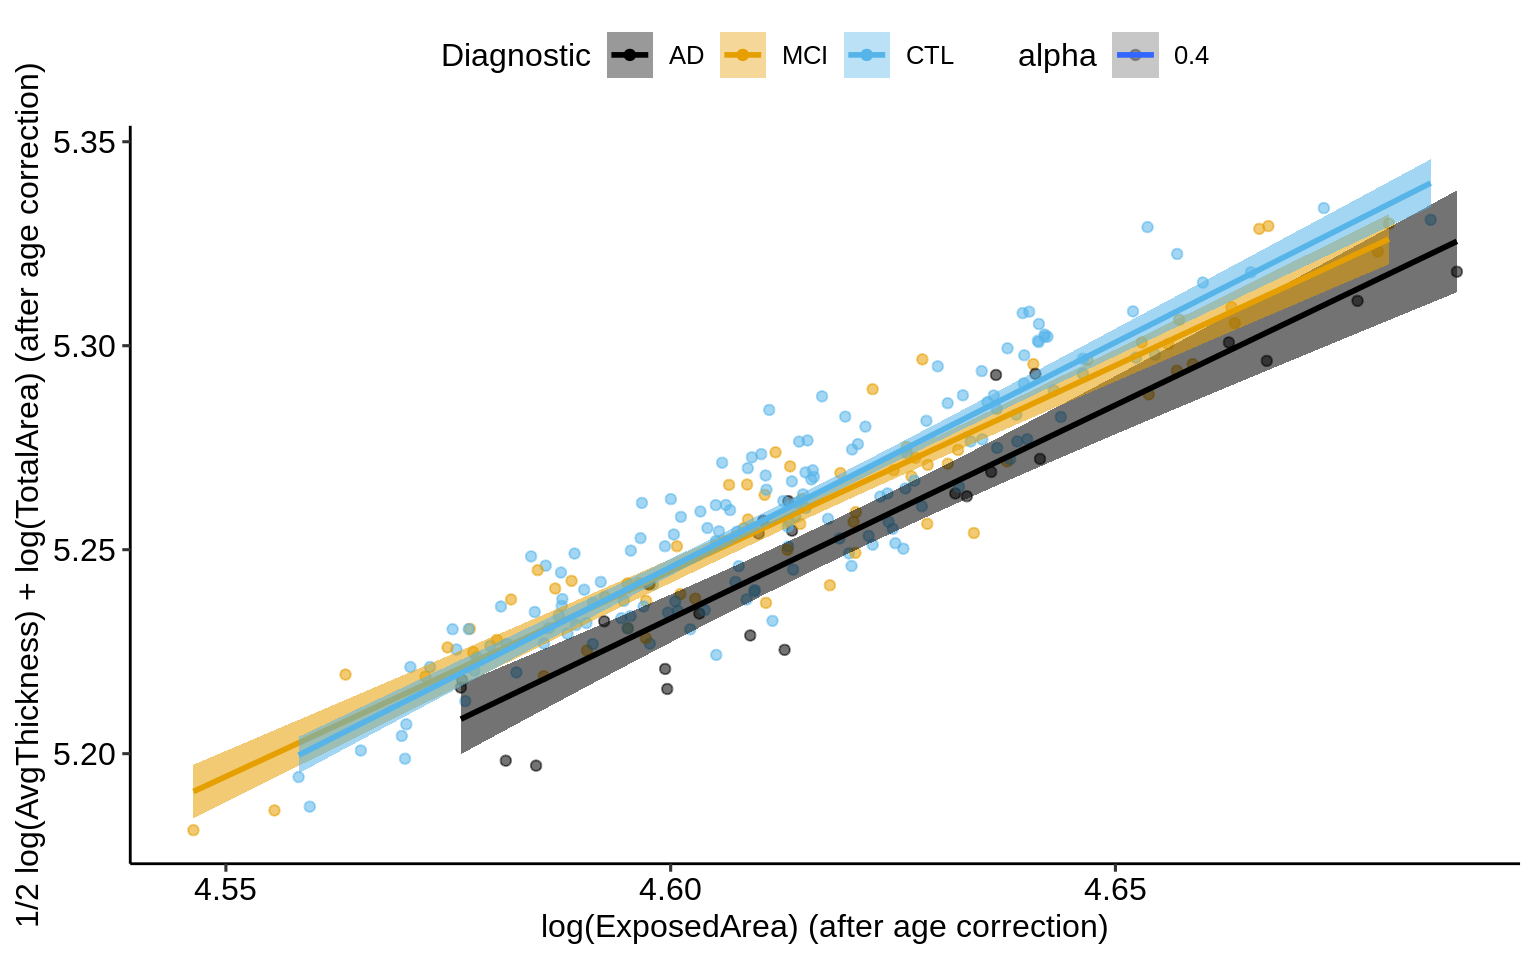 Diagnostic AD MCI CTL alpha 0.4
1/2 log(AvgThickness) + log(TotalArea) (after age correction)
5.35
5.30
5.25
5.20
4.55 4.60 4.65
log(ExposedArea) (after age correction)